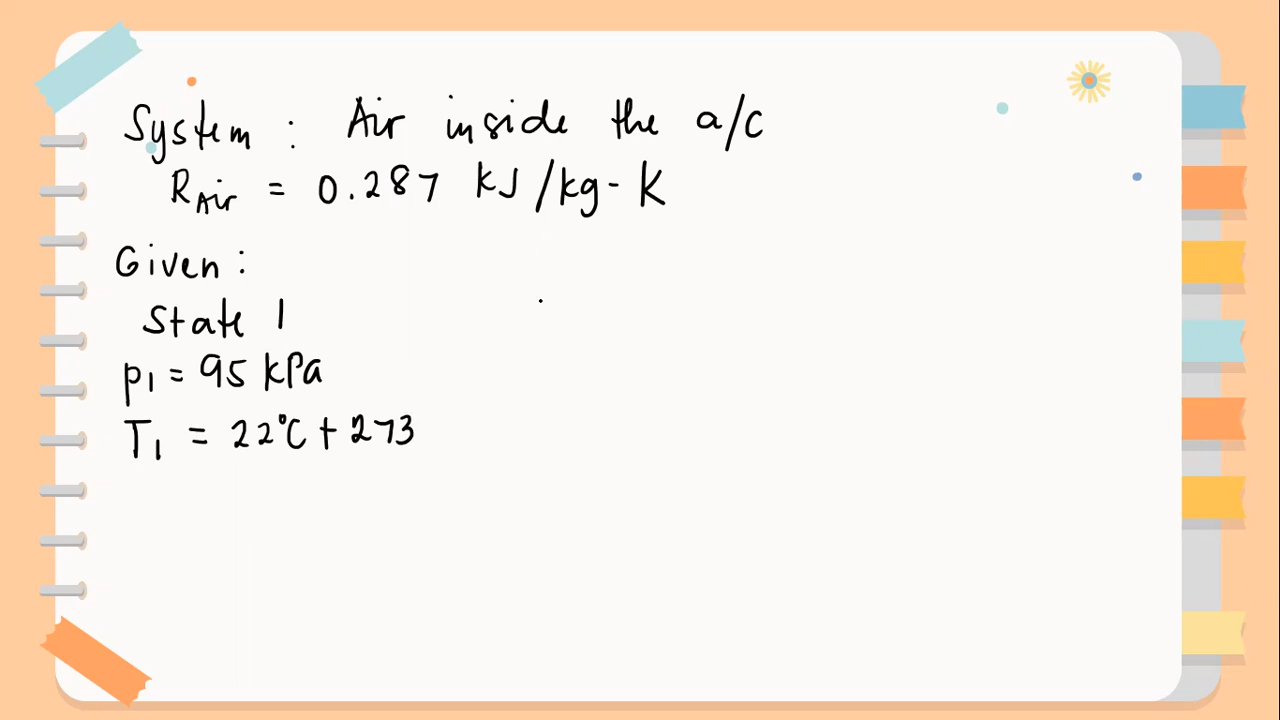 System : Air inside the a/c
R_Air = 0.287 kJ/kg-K
Given :
State 1
p1 = 95 kPa
T1 = 22°C + 273